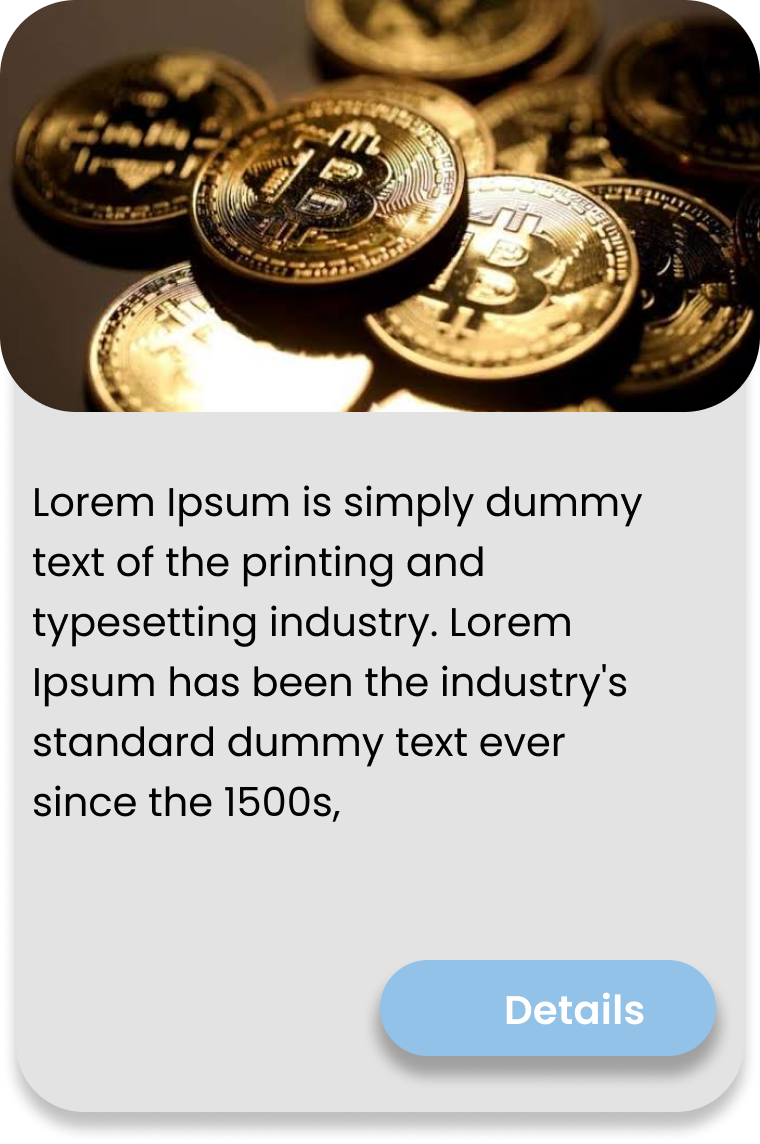 Lorem Ipsum is simply dummy
text of the printing and
typesetting industry. Lorem
Ipsum has been the industry's
standard dummy text ever
since the 1500s,
Details